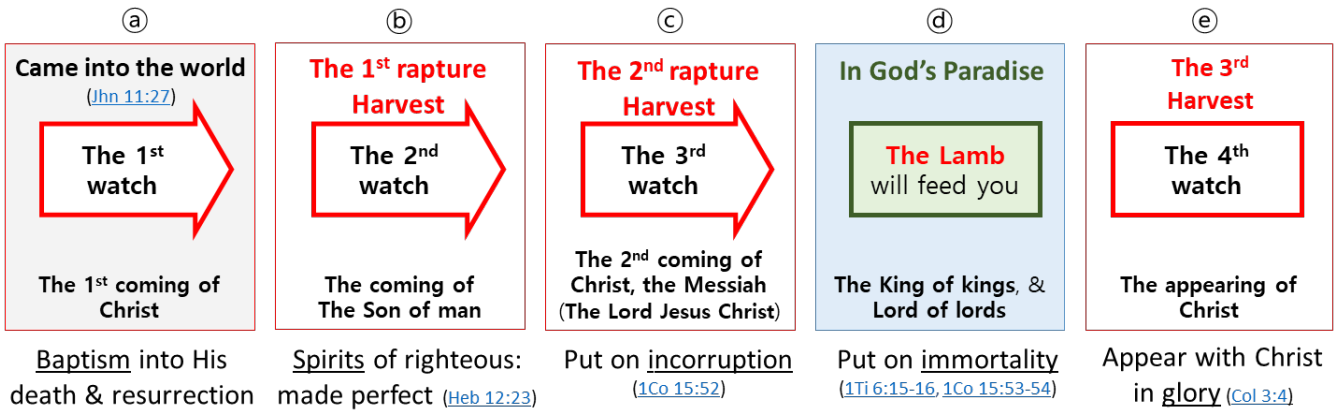 ⓐ
Came into the world
(Jhn 11:27)
The 1st
watch
The 1st coming of
Christ
Baptism into His
death & resurrection
ⓑ
The 1st rapture
Harvest
The 2nd
watch
The coming of
The Son of man
Spirits of righteous:
made perfect (Heb 12:23)
ⓒ
The 2nd rapture
Harvest
The 3rd
watch
The 2nd coming of
Christ, the Messiah
(The Lord Jesus Christ)
Put on incorruption
(1Co 15:52)
ⓓ
In God's Paradise
The Lamb
will feed you
The King of kings, &
Lord of lords
Put on immortality
(1Ti 6:15-16, 1Co 15:53-54)
ⓔ
The 3rd
Harvest
The 4th
watch
The appearing of
Christ
Appear with Christ
in glory (Col 3:4)